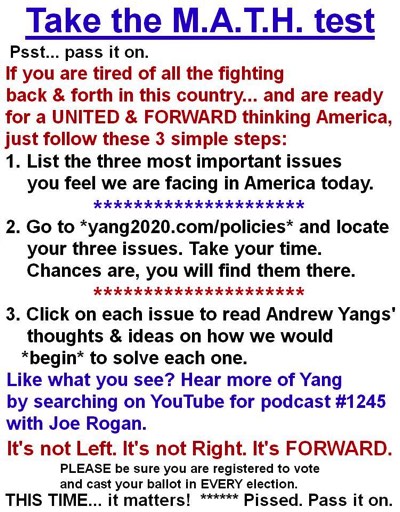 Take the M.A.T.H. test
Psst... pass it on.
If you are tired of all the fighting
back & forth in this country... and are ready
for a UNITED & FORWARD thinking America,
just follow these 3 simple steps:
1. List the three most important issues
you feel we are facing in America today.
**********************
2. Go to *yang2020.com/policies* and locate
your three issues. Take your time.
Chances are, you will find them there.
**********************
3. Click on each issue to read Andrew Yangs'
thoughts & ideas on how we would
*begin* to solve each one.
Like what you see? Hear more of Yang
by searching on YouTube for podcast #1245
with Joe Rogan.
It's not Left. It's not Right. It's FORWARD.
PLEASE be sure you are registered to vote
and cast your ballot in EVERY election.
THIS TIME... it matters! ****** Pissed. Pass it on.